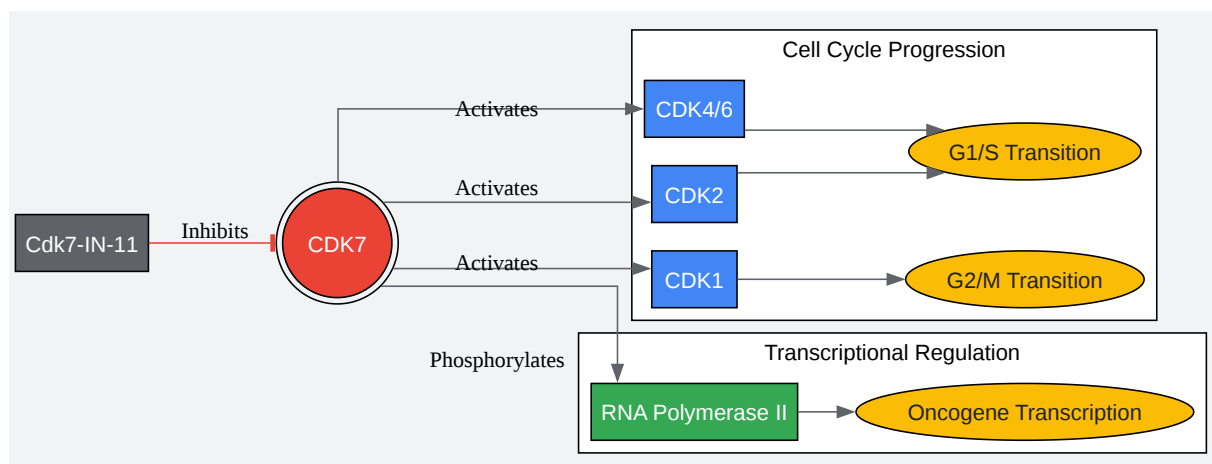 Cell Cycle Progression
Activates
CDK4/6
G1/S Transition
Activates
CDK2
Cdk7-IN-11
Inhibits
CDK7
Activates
CDK1
G2/M Transition
Phosphorylates
Transcriptional Regulation
RNA Polymerase II
Oncogene Transcription